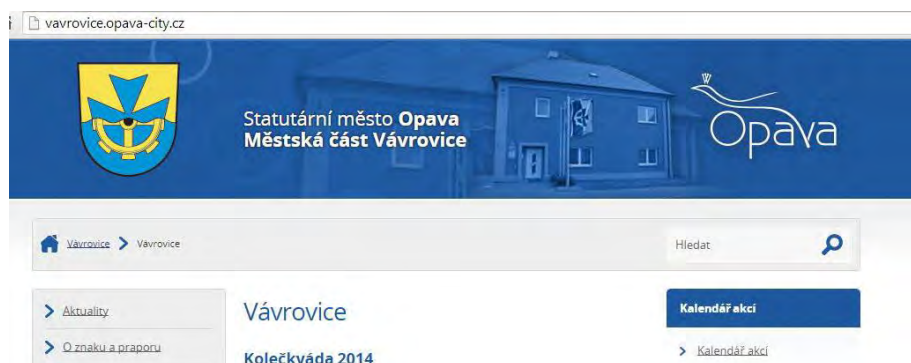 vavrovice.opava-city.cz
Statutární město Opava
Městská část Vávrovice
Opava
Vávrovice > Vávrovice
Hledat
Aktuality
O znaku a praporu
Vávrovice
Kolečkváda 2014
Kalendář akcí
Kalendář akcí